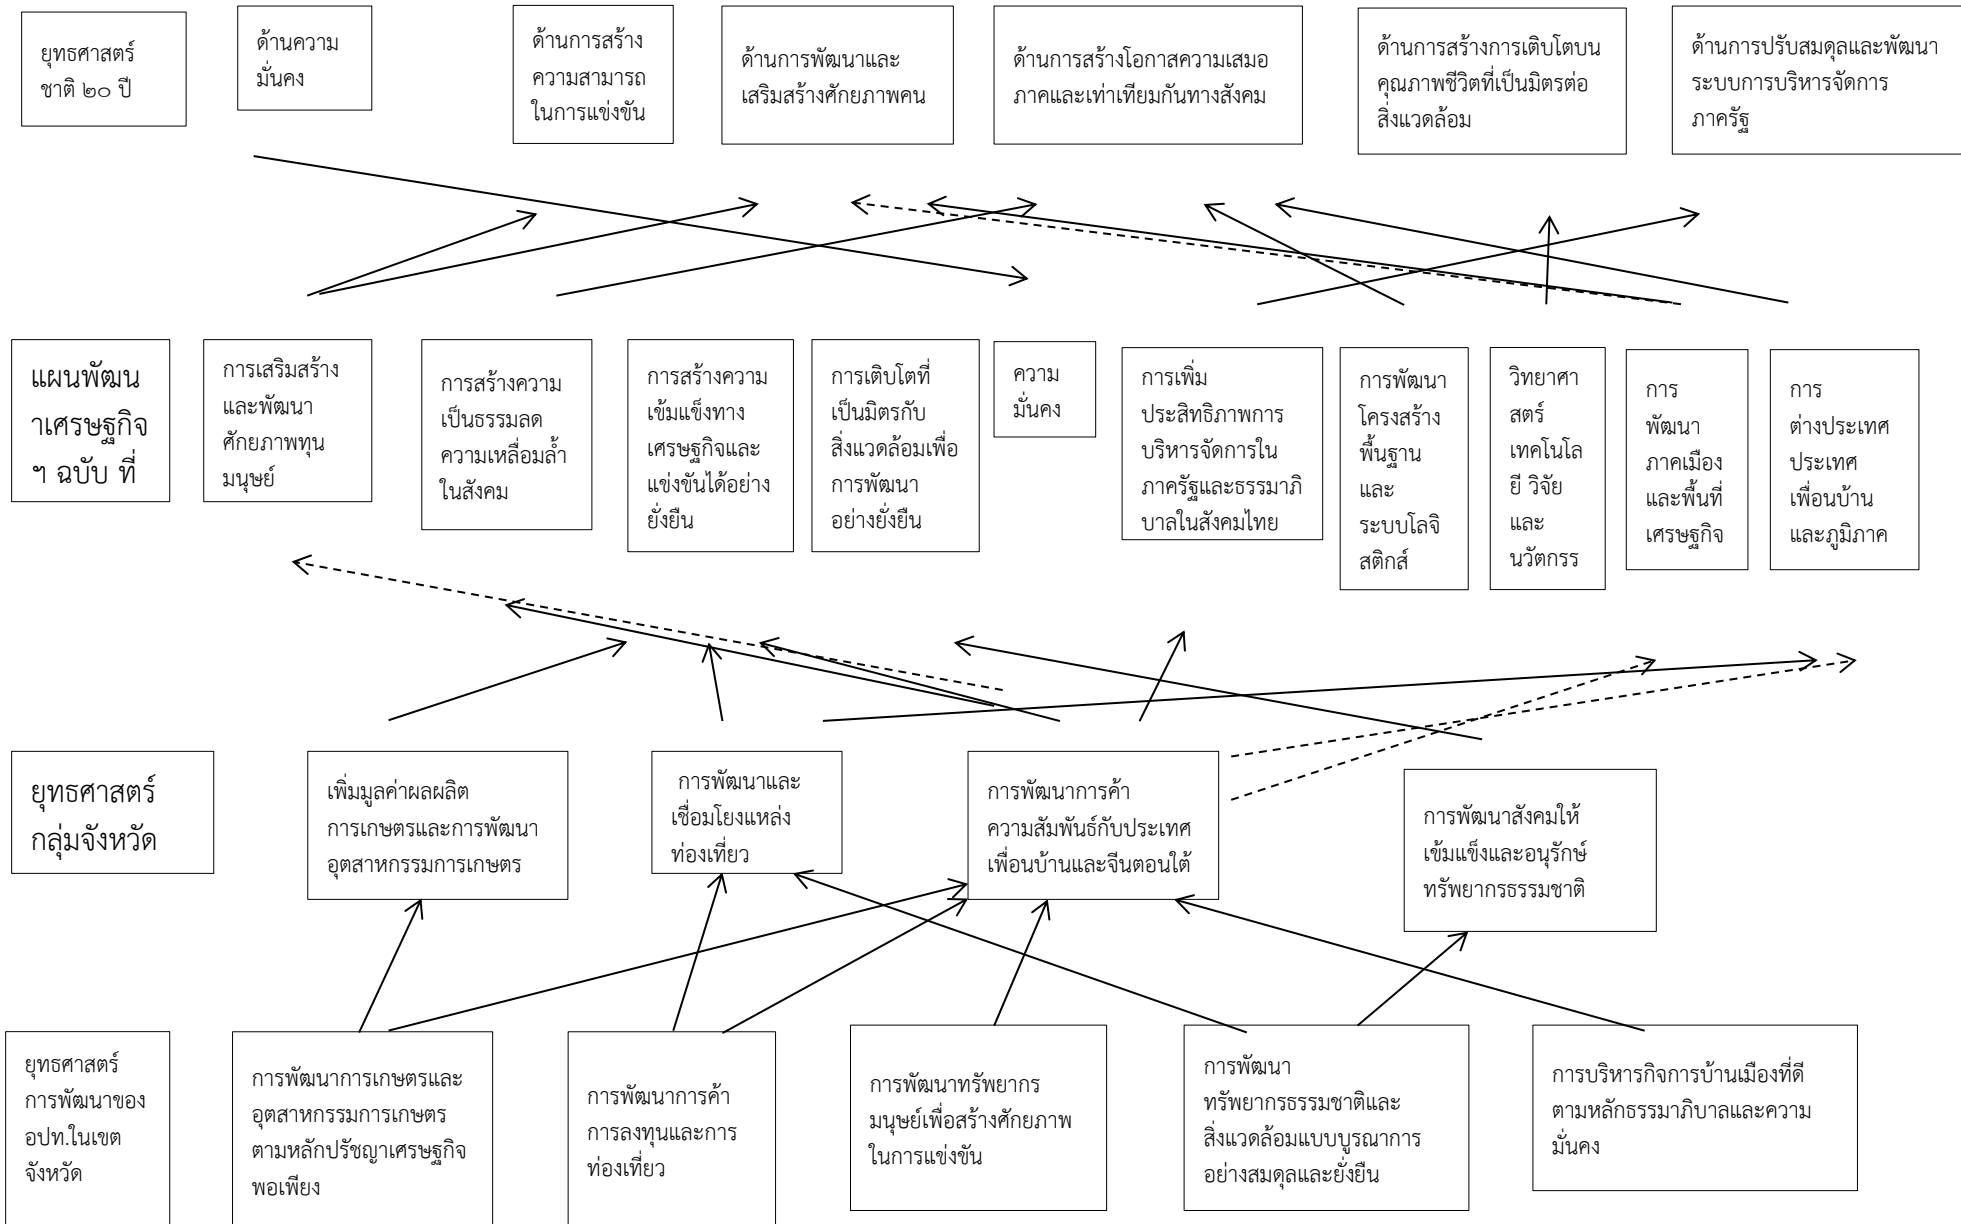 ยุทธศาสตร์
ชาติ ๒๐ ปี
ด้านความ
มั่นคง
ด้านการสร้าง
ความสามารถ
ในการแข่งขัน
ด้านการพัฒนาและ
เสริมสร้างศักยภาพคน
ด้านการสร้างโอกาสความเสมอ
ภาคและเท่าเทียมกันทางสังคม
ด้านการสร้างการเติบโตบน
คุณภาพชีวิตที่เป็นมิตรต่อ
สิ่งแวดล้อม
ด้านการปรับสมดุลและพัฒนา
ระบบการบริหารจัดการ
ภาครัฐ
แผนพัฒน
าเศรษฐกิจ
ฯ ฉบับ ที่
การเสริมสร้าง
และพัฒนา
ศักยภาพทุน
มนุษย์
การสร้างความ
เป็นธรรมลด
ความเหลื่อมล้ำ
ในสังคม
การสร้างความ
เข้มแข็งทาง
เศรษฐกิจและ
แข่งขันได้อย่าง
ยั่งยืน
การเติบโตที่
เป็นมิตรกับ
สิ่งแวดล้อมเพื่อ
การพัฒนา
อย่างยั่งยืน
ความ
มั่นคง
การเพิ่ม
ประสิทธิภาพการ
บริหารจัดการใน
ภาครัฐและธรรมาภิ
บาลในสังคมไทย
การพัฒนา
โครงสร้าง
พื้นฐาน
และ
ระบบโลจิ
สติกส์
วิทยาศา
สตร์
เทคโนโล
ยี วิจัย
และ
นวัตกรร
การ
พัฒนา
ภาคเมือง
และพื้นที่
เศรษฐกิจ
การ
ต่างประเทศ
ประเทศ
เพื่อนบ้าน
และภูมิภาค
ยุทธศาสตร์
กลุ่มจังหวัด
เพิ่มมูลค่าผลผลิต
การเกษตรและการพัฒนา
อุตสาหกรรมการเกษตร
การพัฒนาและ
เชื่อมโยงแหล่ง
ท่องเที่ยว
การพัฒนาการค้า
ความสัมพันธ์กับประเทศ
เพื่อนบ้านและจีนตอนใต้
การพัฒนาสังคมให้
เข้มแข็งและอนุรักษ์
ทรัพยากรธรรมชาติ
ยุทธศาสตร์
การพัฒนาของ
อปท.ในเขต
จังหวัด
การพัฒนาการเกษตรและ
อุตสาหกรรมการเกษตร
ตามหลักปรัชญาเศรษฐกิจ
พอเพียง
การพัฒนาการค้า
การลงทุนและการ
ท่องเที่ยว
การพัฒนาทรัพยากร
มนุษย์เพื่อสร้างศักยภาพ
ในการแข่งขัน
การพัฒนา
ทรัพยากรธรรมชาติและ
สิ่งแวดล้อมแบบบูรณาการ
อย่างสมดุลและยั่งยืน
การบริหารกิจการบ้านเมืองที่ดี
ตามหลักธรรมาภิบาลและความ
มั่นคง